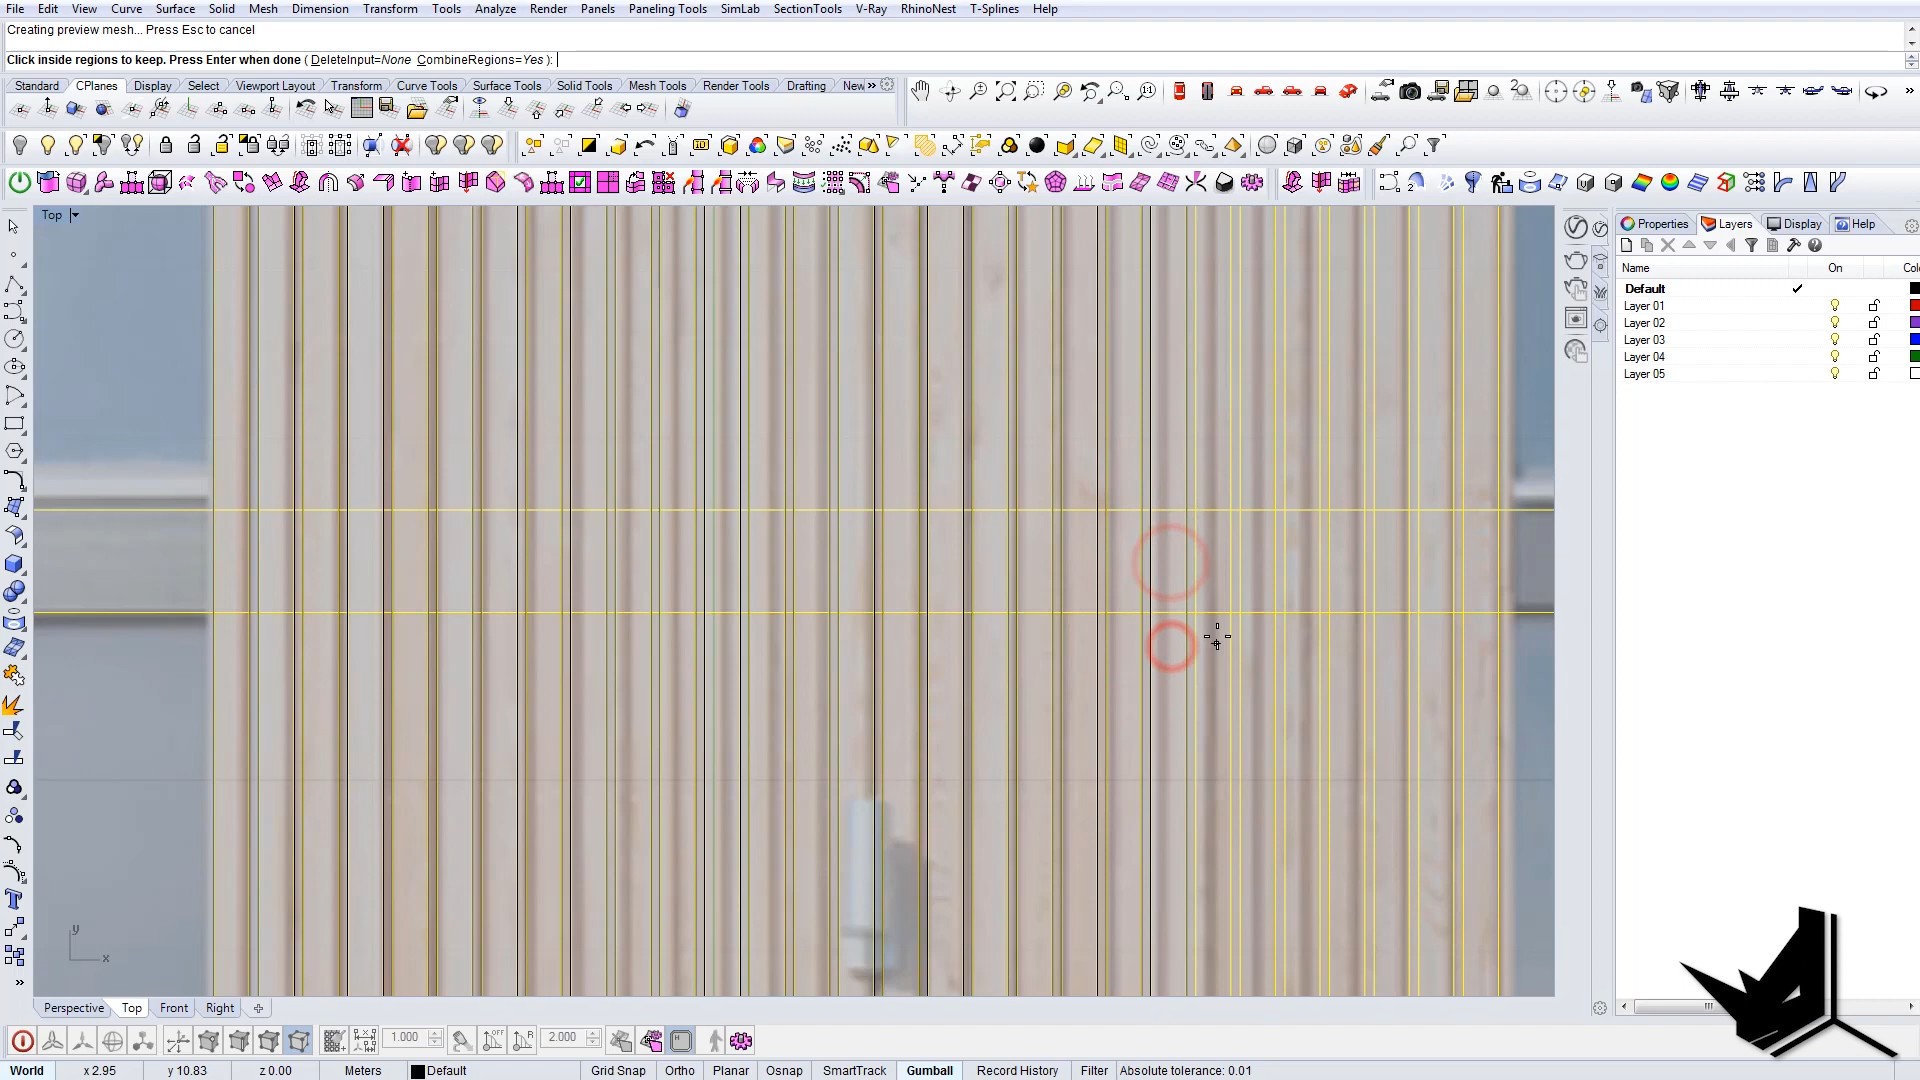 File Edit View Curve Surface Solid Mesh Dimension Transform Tools Analyze Render Panels Paneling Tools SimLab SectionTools V-Ray RhinoNest T-Splines Help
Creating preview mesh... Press Esc to cancel
Click inside regions to keep. Press Enter when done ( DeleteInput=None CombineRegions=Yes ):
Standard CPlanes Display Select Viewport Layout Transform Curve Tools Surface Tools Solid Tools Mesh Tools Render Tools Drafting New »
Top
Properties Layers Display Help
Name On Colo
Default
Layer 01
Layer 02
Layer 03
Layer 04
Layer 05
y
x
Perspective Top Front Right
1.000 2.000
World x 2.95 y 10.83 z 0.00 Meters Default Grid Snap Ortho Planar Osnap SmartTrack Gumball Record History Filter Absolute tolerance: 0.01